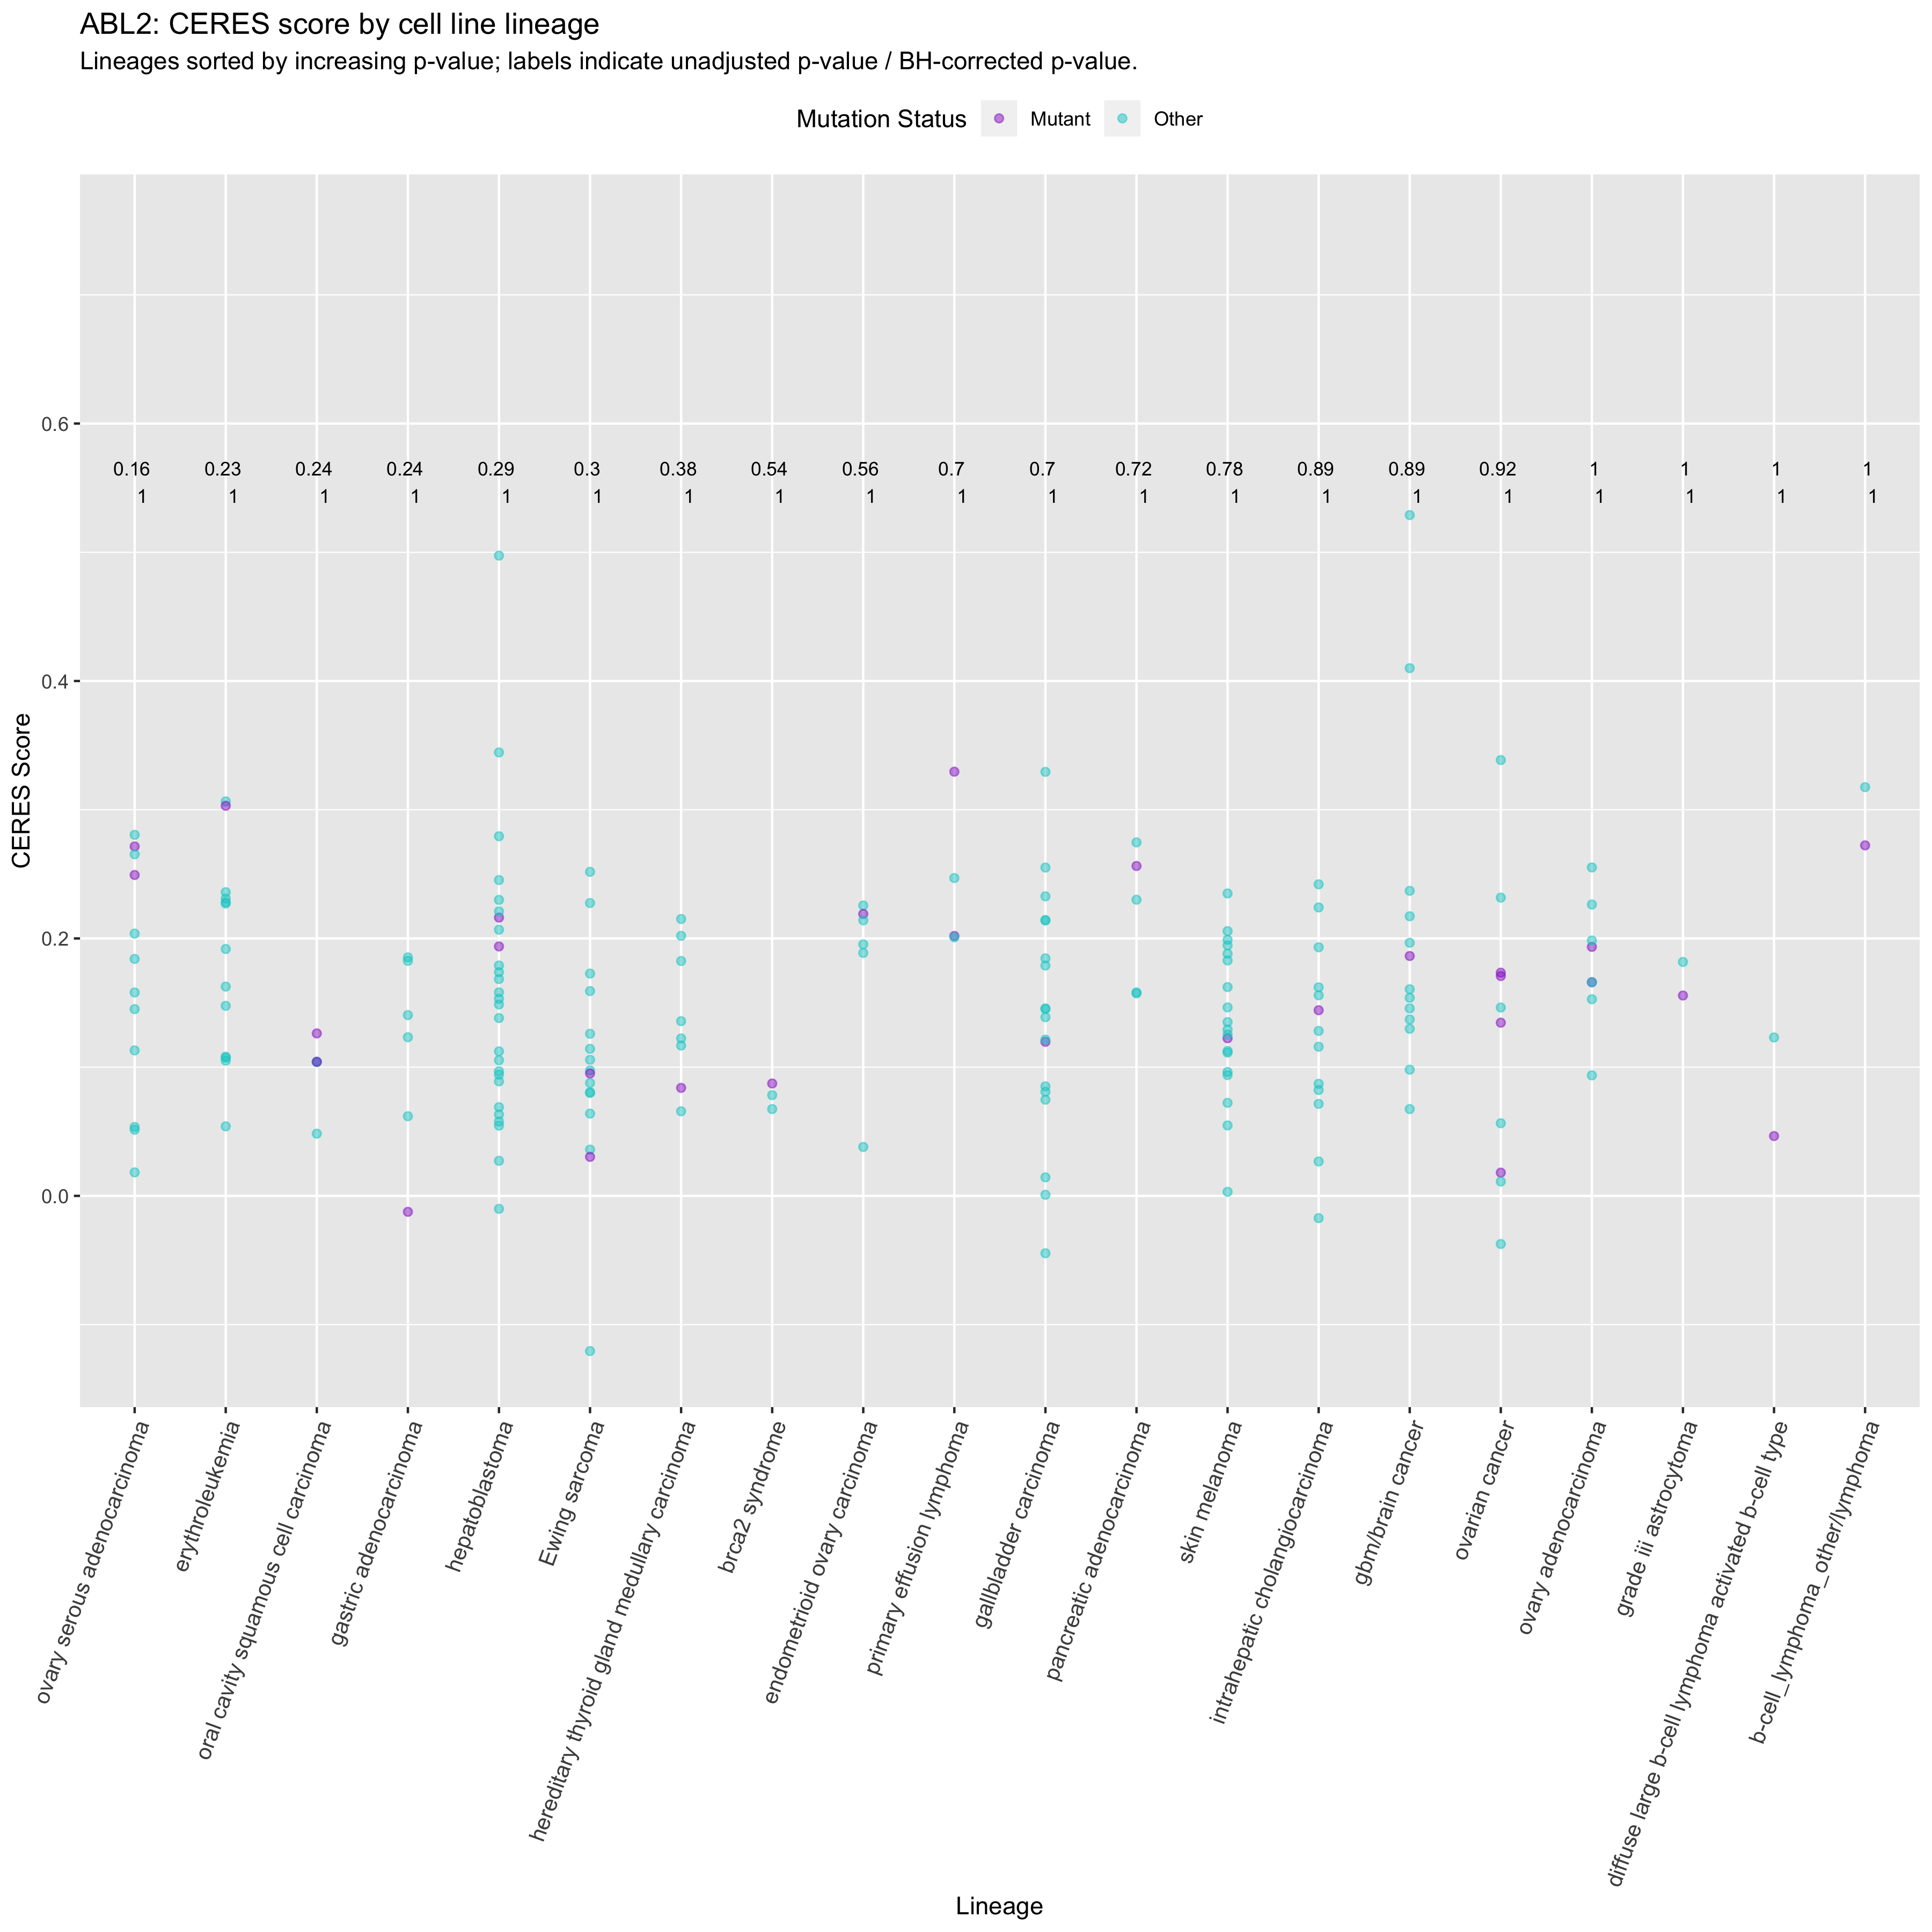 ABL2: CERES score by cell line lineage
Lineages sorted by increasing p-value; labels indicate unadjusted p-value / BH-corrected p-value.
Mutation Status Mutant Other
0.6
0.16 0.23 0.24 0.24 0.29 0.3 0.38 0.54 0.56 0.7 0.7 0.72 0.78 0.89 0.89 0.92 1 1 1 1
1 1 1 1 1 1 1 1 1 1 1 1 1 1 1 1 1 1 1 1
0.4
0.2
0.0
CERES Score
ovary serous adenocarcinoma
erythroleukemia
oral cavity squamous cell carcinoma
gastric adenocarcinoma
hepatoblastoma
Ewing sarcoma
hereditary thyroid gland medullary carcinoma
brca2 syndrome
endometrioid ovary carcinoma
primary effusion lymphoma
gallbladder carcinoma
pancreatic adenocarcinoma
skin melanoma
intrahepatic cholangiocarcinoma
gbm/brain cancer
ovarian cancer
ovary adenocarcinoma
grade iii astrocytoma
diffuse large b-cell lymphoma activated b-cell type
b-cell_lymphoma_other/lymphoma
Lineage